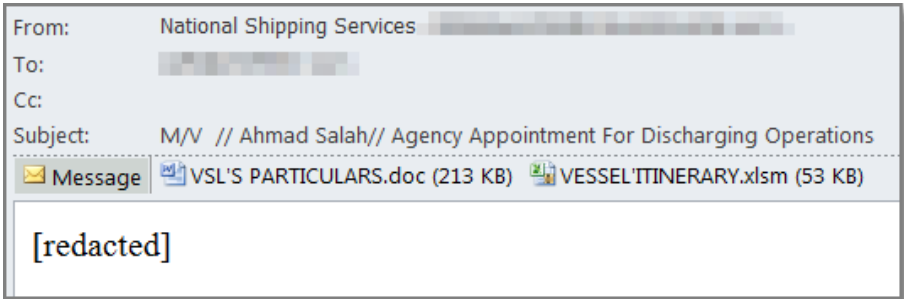 From: National Shipping Services
To:
Cc:
Subject: M/V // Ahmad Salah// Agency Appointment For Discharging Operations
Message VSL'S PARTICULARS.doc (213 KB) VESSEL'ITINERARY.xlsm (53 KB)
[redacted]